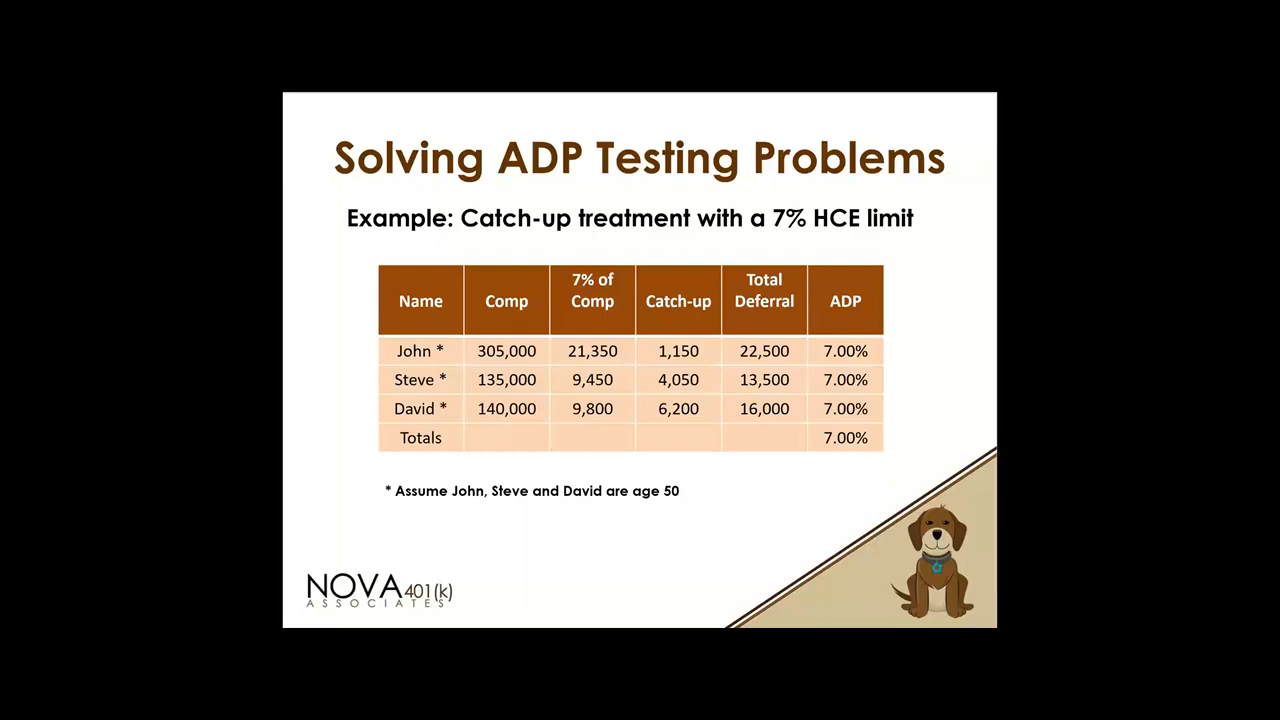 Solving ADP Testing Problems
Example: Catch-up treatment with a 7% HCE limit
Name Comp 7% of Comp Catch-up Total Deferral ADP
John * 305,000 21,350 1,150 22,500 7.00%
Steve * 135,000 9,450 4,050 13,500 7.00%
David * 140,000 9,800 6,200 16,000 7.00%
Totals 7.00%
* Assume John, Steve and David are age 50
NOVA 401(k)
ASSOCIATES